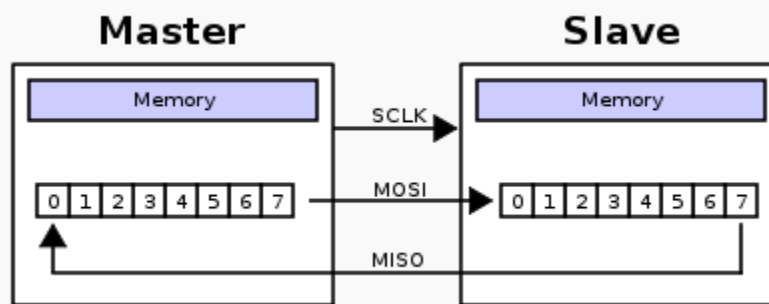 Master Slave
Memory Memory
SCLK
0 1 2 3 4 5 6 7 MOSI 0 1 2 3 4 5 6 7
MISO